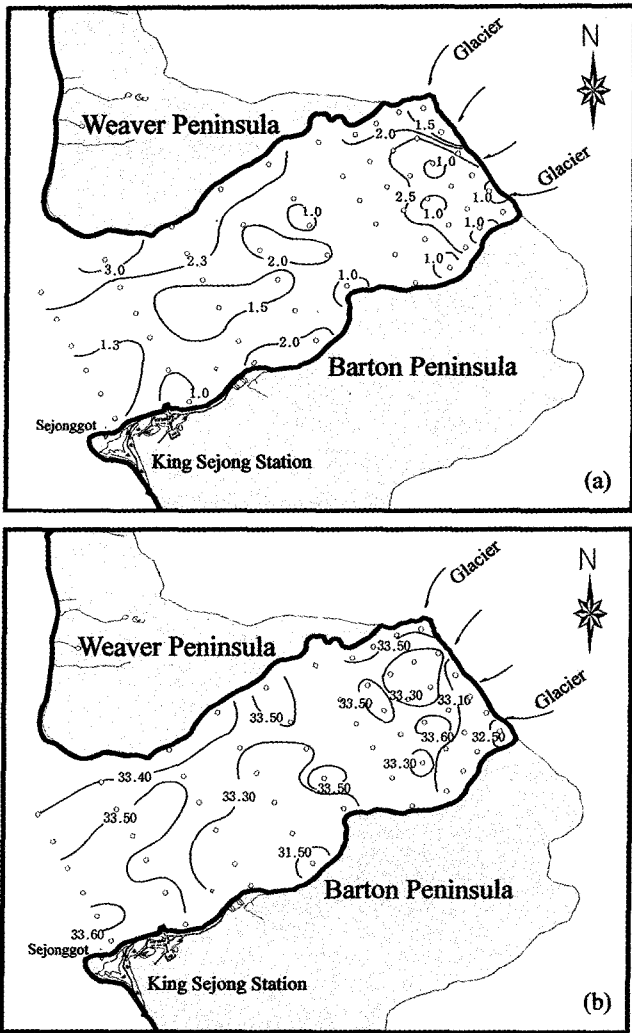 Glacier
N
Weaver Peninsula
2.0
1.5
1.0
Glacier
2.5
1.0
1.0
1.0
1.0
2.3
2.0
1.0
3.0
1.0
1.5
1.3
2.0
Barton Peninsula
1.0
Sejonggot
King Sejong Station
(a)
Glacier
N
Weaver Peninsula
33.50
Glacier
33.50
33.50
33.30
33.10
33.60
32.50
33.40
33.30
33.30
33.50
33.50
31.50
Barton Peninsula
33.60
Sejonggot
King Sejong Station
(b)